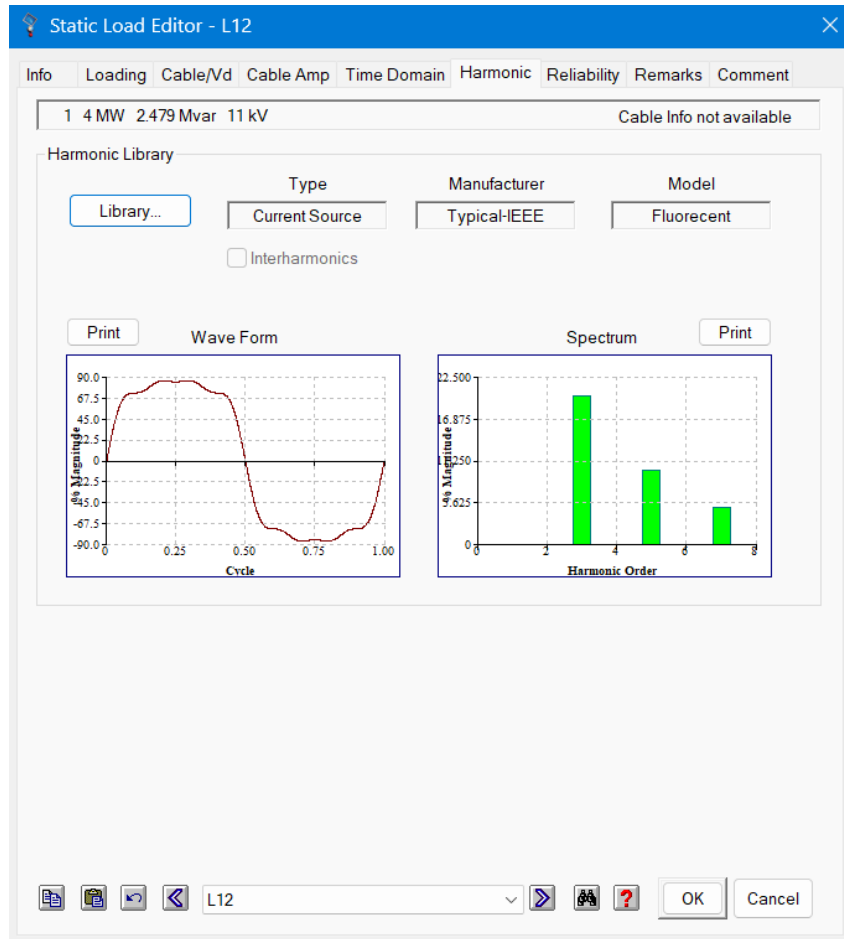 Static Load Editor - L12
Info Loading Cable/Vd Cable Amp Time Domain Harmonic Reliability Remarks Comment
1 4 MW 2.479 Mvar 11 kV Cable Info not available
Harmonic Library
Type Manufacturer Model
Library... Current Source Typical-IEEE Fluorecent
Interharmonics
Print Wave Form
90.0
67.5
45.0
0
-67.5
-90.0
% Magnitude
0 0.25 0.50 0.75 1.00
Cycle
Spectrum Print
22.500
16.875
0
% Magnitude
0 2 4 6 8
Harmonic Order
L12
? OK Cancel